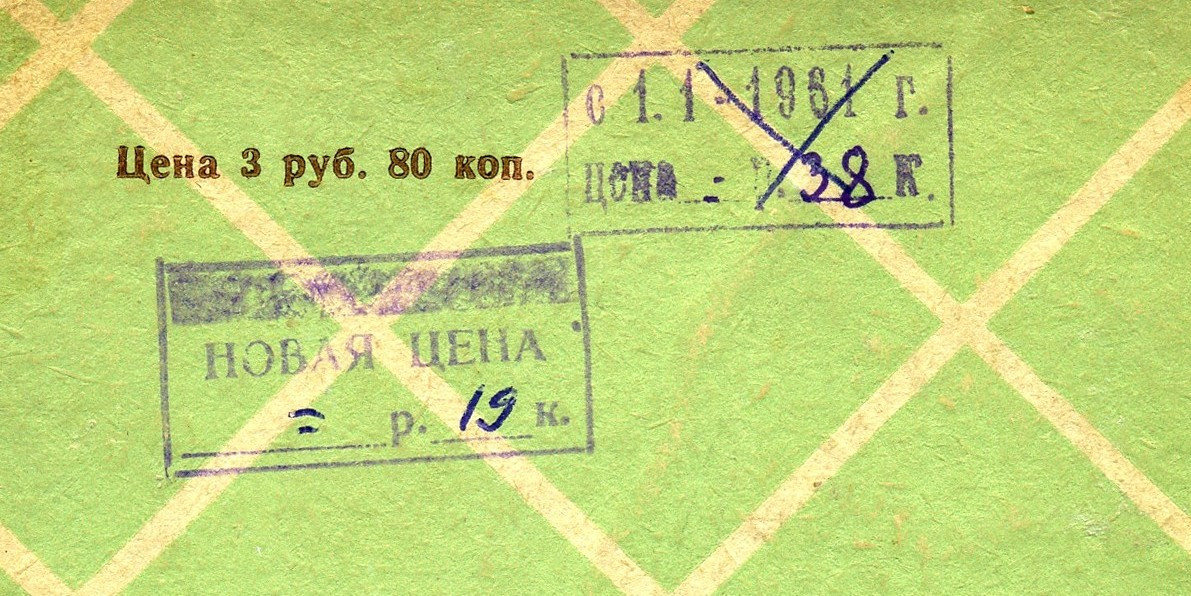 с 1.1-1961 г.
Цена 3 руб. 80 коп.
Цена = р. 38 к.
НОВАЯ ЦЕНА
= р. 19 к.